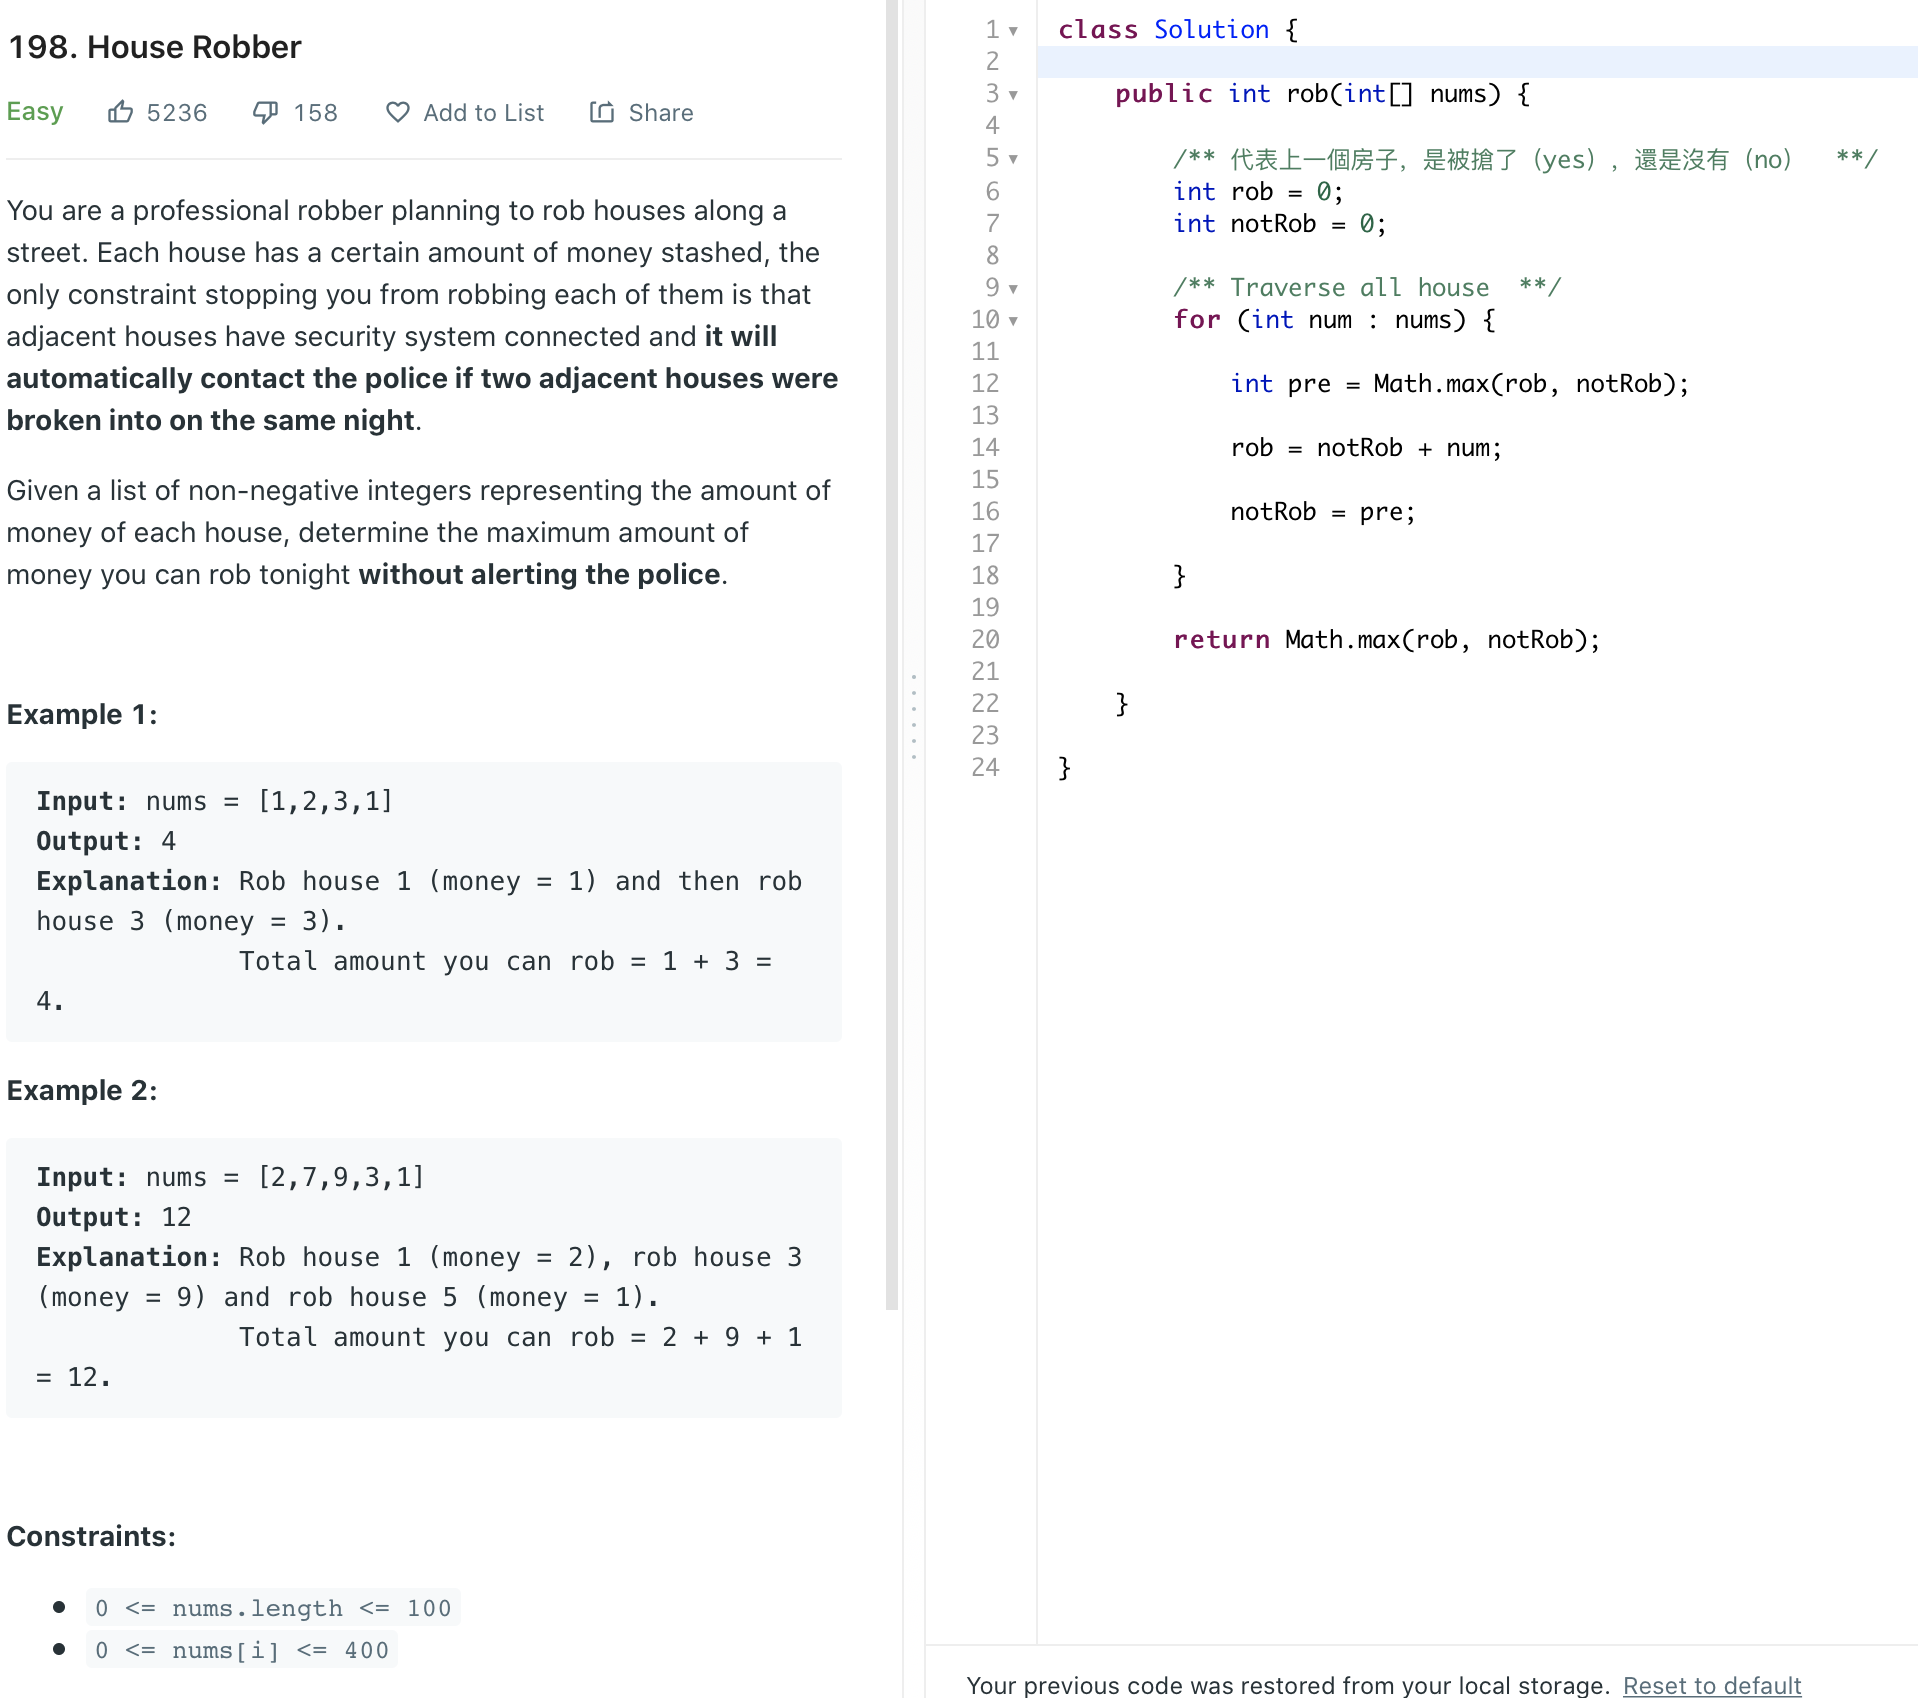 198. House Robber
Easy 5236 158 Add to List Share
You are a professional robber planning to rob houses along a
street. Each house has a certain amount of money stashed, the
only constraint stopping you from robbing each of them is that
adjacent houses have security system connected and it will
automatically contact the police if two adjacent houses were
broken into on the same night.
Given a list of non-negative integers representing the amount of
money of each house, determine the maximum amount of
money you can rob tonight without alerting the police.
Example 1:
Input: nums = [1,2,3,1]
Output: 4
Explanation: Rob house 1 (money = 1) and then rob
house 3 (money = 3).
Total amount you can rob = 1 + 3 =
4.
Example 2:
Input: nums = [2,7,9,3,1]
Output: 12
Explanation: Rob house 1 (money = 2), rob house 3
(money = 9) and rob house 5 (money = 1).
Total amount you can rob = 2 + 9 + 1
= 12.
Constraints:
0 <= nums.length <= 100
0 <= nums[i] <= 400
1 class Solution {
2
3 public int rob(int[] nums) {
4
5 /** 代表上一個房子，是被搶了（yes），還是沒有（no） **/
6 int rob = 0;
7 int notRob = 0;
8
9 /** Traverse all house **/
10 for (int num : nums) {
11
12 int pre = Math.max(rob, notRob);
13
14 rob = notRob + num;
15
16 notRob = pre;
17
18 }
19
20 return Math.max(rob, notRob);
21
22 }
23
24 }
Your previous code was restored from your local storage. Reset to default